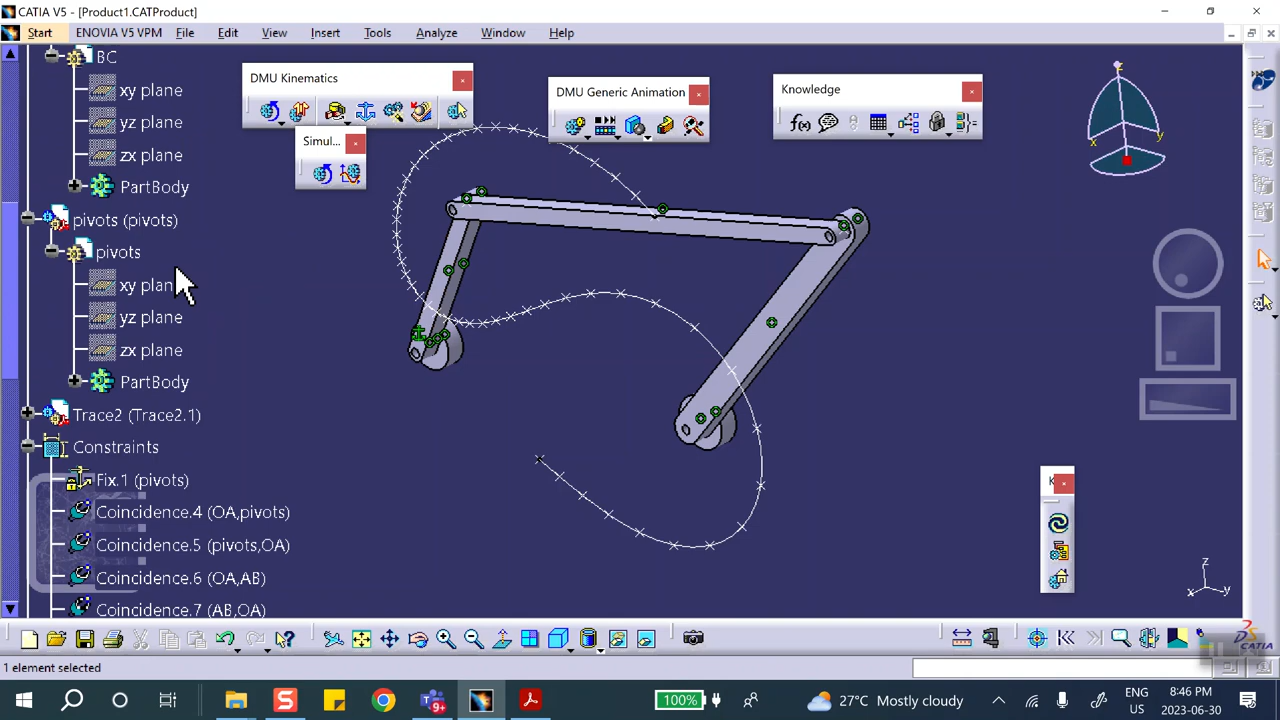 CATIA V5 - [Product1.CATProduct]
Start ENOVIA V5 VPM File Edit View Insert Tools Analyze Window Help
BC
xy plane
yz plane
zx plane
PartBody
pivots (pivots)
pivots
xy plan
yz plane
zx plane
PartBody
Trace2 (Trace2.1)
Constraints
Fix.1 (pivots)
Coincidence.4 (OA,pivots)
Coincidence.5 (pivots,OA)
Coincidence.6 (OA,AB)
Coincidence.7 (AB,OA)
DMU Kinematics
Simul...
DMU Generic Animation
Knowledge
f(x)
K
z
y
x
z
y
x
CATIA
1 element selected
9+
100%
27°C Mostly cloudy
ENG
US
8:46 PM
2023-06-30